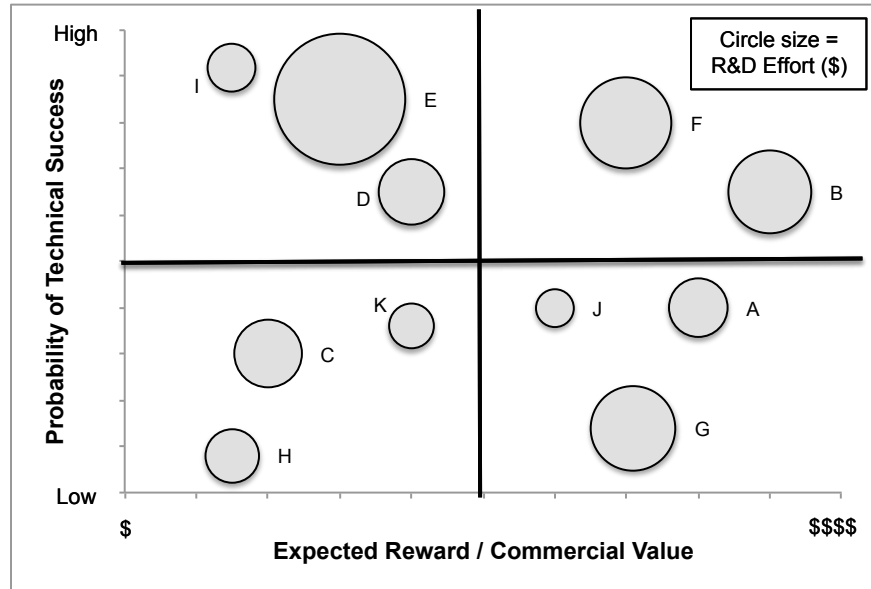 High
Circle size =
R&D Effort ($)
I
E
F
D
B
Probability of Technical Success
K
J
A
C
G
H
Low
$
$$$$
Expected Reward / Commercial Value